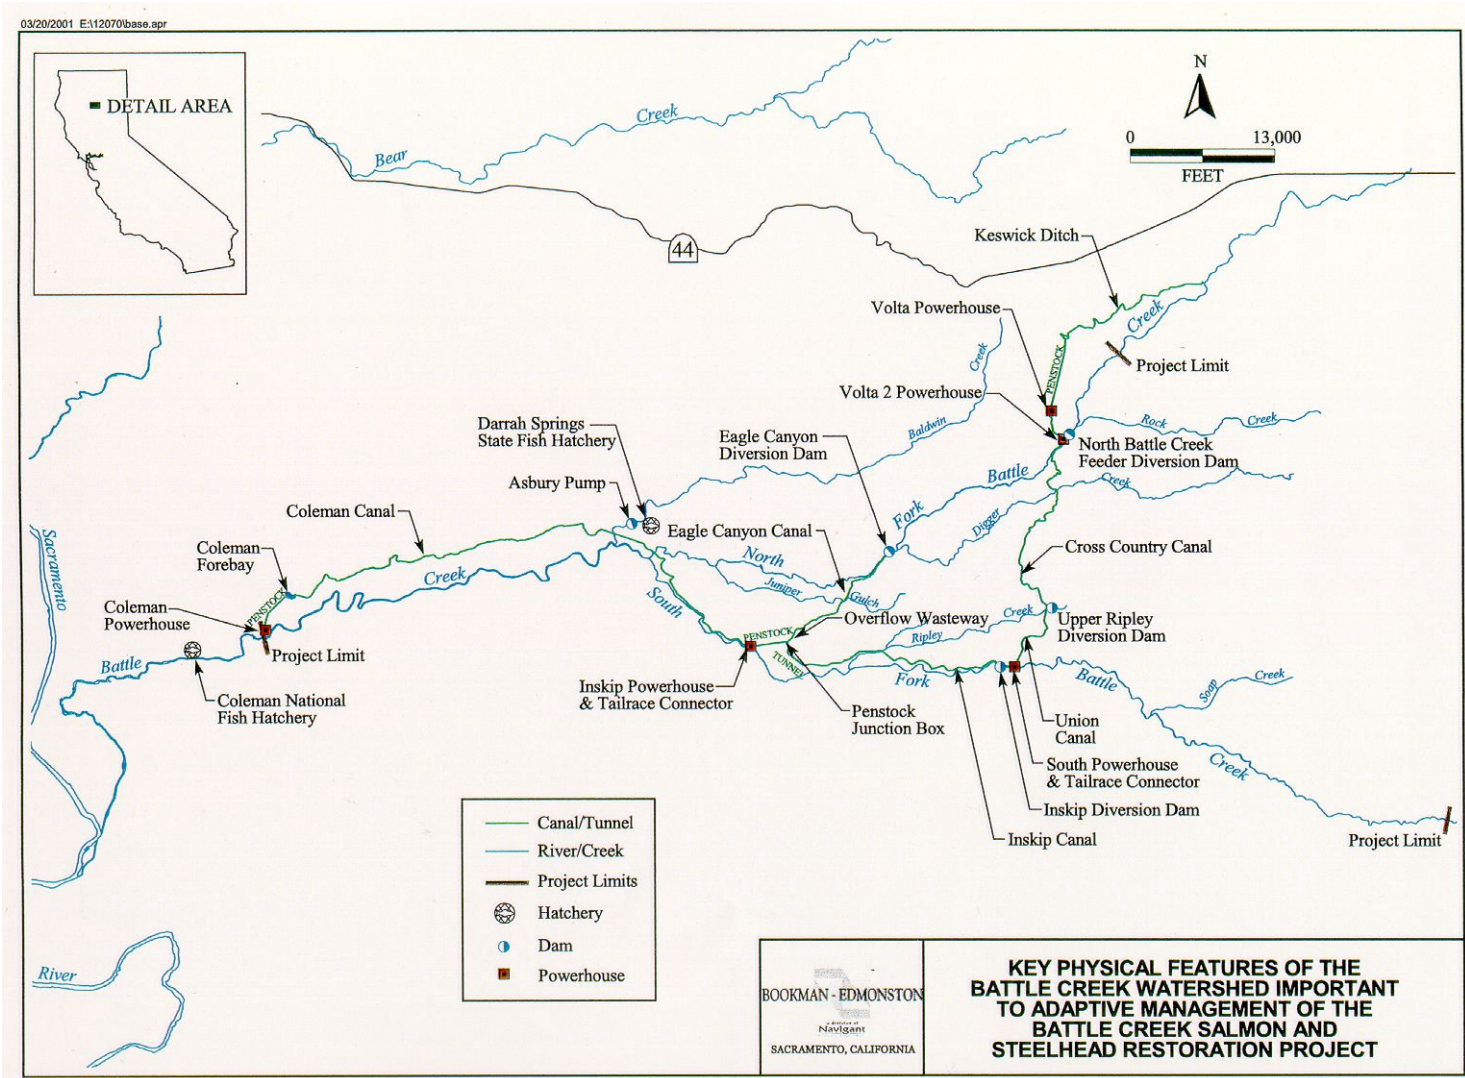 03/20/2001 E:\12070\base.apr
DETAIL AREA
N
0 13,000
FEET
Bear
Creek
44
Keswick Ditch
Creek
Volta Powerhouse
PENSTOCK
Project Limit
Volta 2 Powerhouse
Creek
Baldwin
Rock
Creek
Darrah Springs
State Fish Hatchery
Eagle Canyon
Diversion Dam
North Battle Creek
Feeder Diversion Dam
Battle
Creek
Asbury Pump
Fork
Digger
Coleman Canal
Eagle Canyon Canal
North
Cross Country Canal
Coleman
Forebay
Creek
Juniper
Gulch
Sacramento
PENSTOCK
South
Coleman
Powerhouse
Overflow Wasteway
Creek
Ripley
Upper Ripley
Diversion Dam
PENSTOCK
TUNNEL
Project Limit
Battle
Fork
Battle
Soap
Creek
Coleman National
Fish Hatchery
Inskip Powerhouse
& Tailrace Connector
Penstock
Junction Box
Union
Canal
South Powerhouse
& Tailrace Connector
Creek
Inskip Diversion Dam
Inskip Canal
Project Limit
Canal/Tunnel
River/Creek
Project Limits
Hatchery
Dam
Powerhouse
River
BOOKMAN - EDMONSTON
a division of
Navigant
SACRAMENTO, CALIFORNIA
KEY PHYSICAL FEATURES OF THE
BATTLE CREEK WATERSHED IMPORTANT
TO ADAPTIVE MANAGEMENT OF THE
BATTLE CREEK SALMON AND
STEELHEAD RESTORATION PROJECT